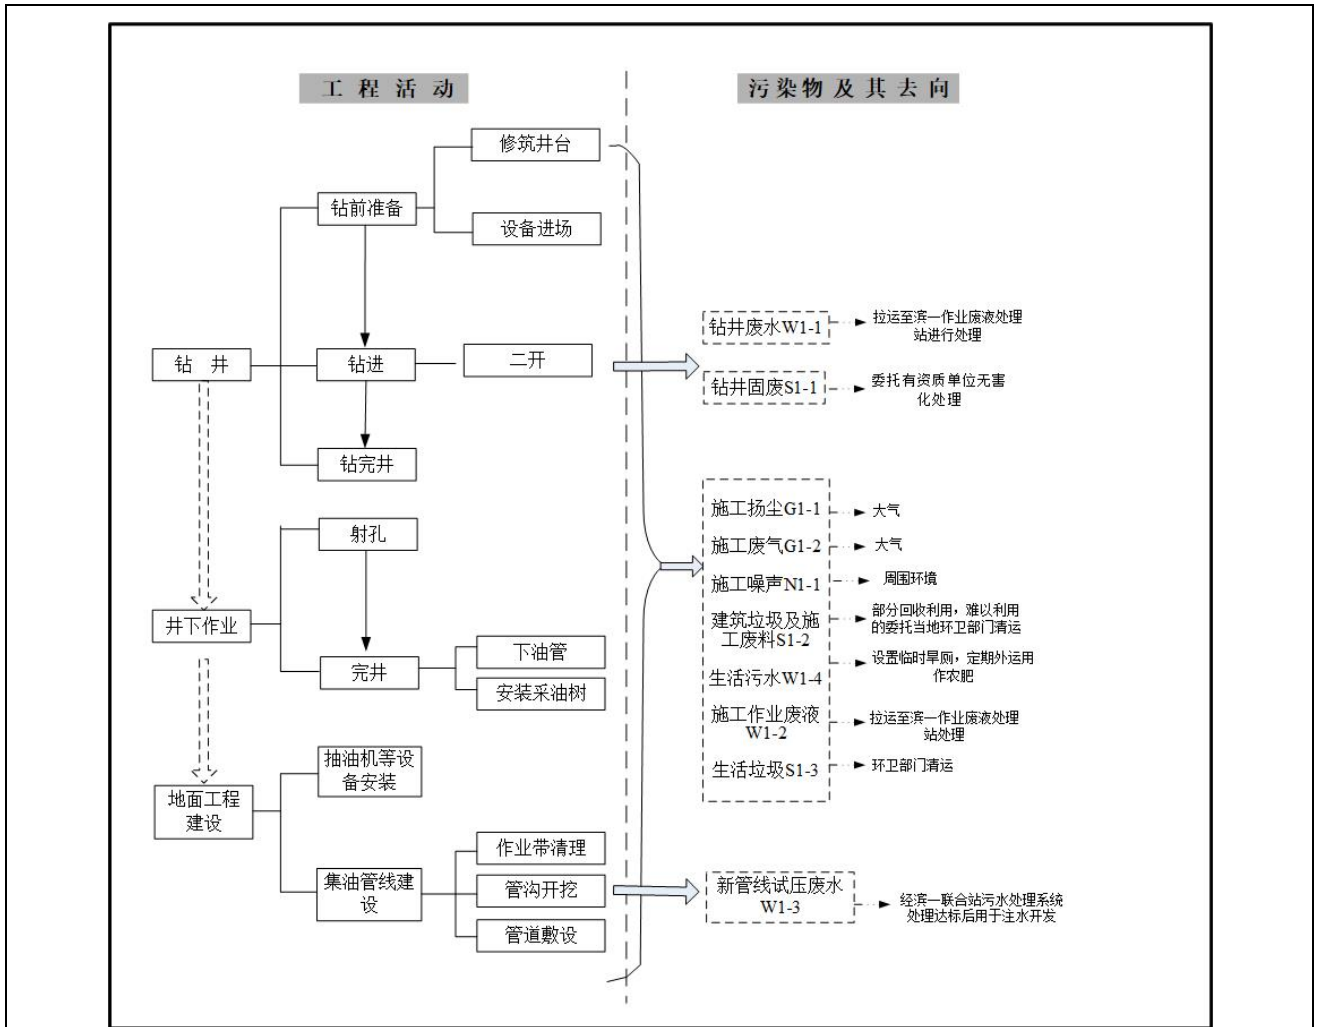 工程活动
污染物及其去向
修筑井台
钻前准备
设备进场
钻井
钻进
二开
钻完井
射孔
井下作业
完井
下油管
安装采油树
抽油机等设
备安装
地面工程
建设
集油管线建
设
作业带清理
管沟开挖
管道敷设
钻井废水W1-1
拉运至滨一作业废液处理
站进行处理
钻井固废S1-1
委托有资质单位无害
化处理
施工扬尘G1-1
大气
施工废气G1-2
大气
施工噪声N1-1
周围环境
建筑垃圾及施
工废料S1-2
部分回收利用，难以利用
的委托当地环卫部门清运
生活污水W1-4
设置临时旱厕，定期外运用
作农肥
施工作业废液
W1-2
拉运至滨一作业废液处理
站处理
生活垃圾S1-3
环卫部门清运
新管线试压废水
W1-3
经滨一联合站污水处理系统
处理达标后用于注水开发